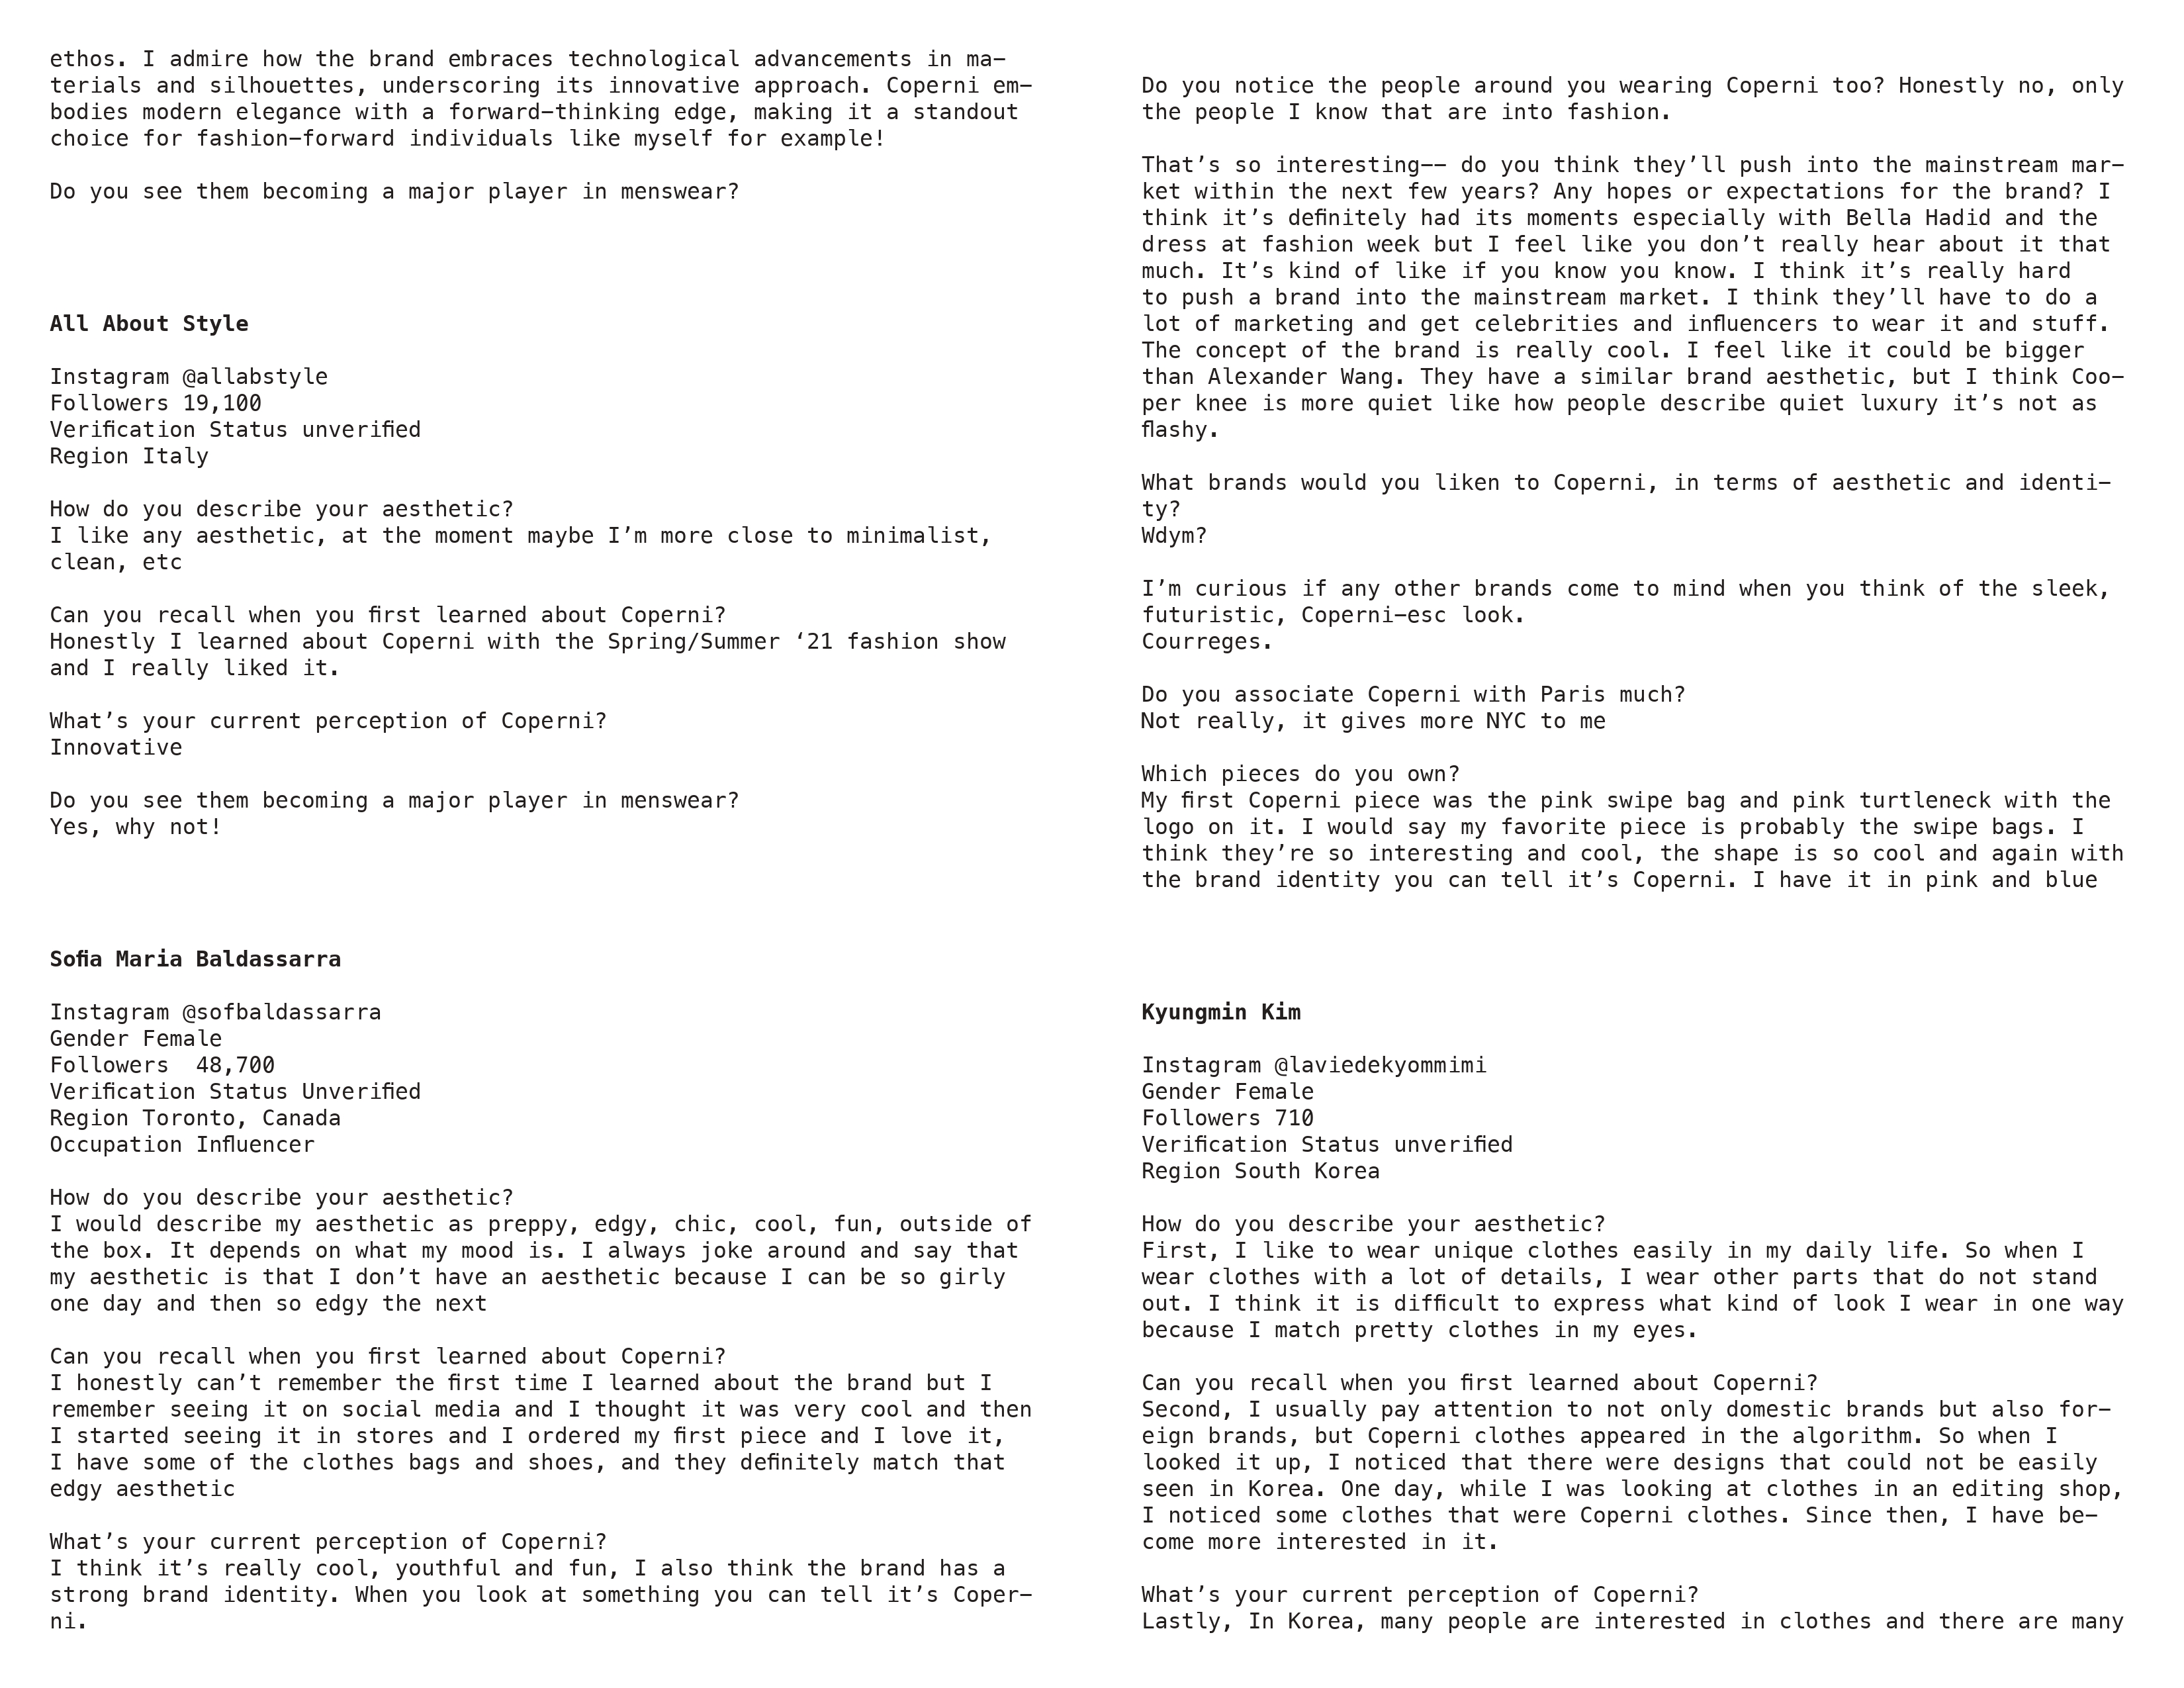 ethos. I admire how the brand embraces technological advancements in ma-
terials and silhouettes, underscoring its innovative approach. Coperni em-
bodies modern elegance with a forward-thinking edge, making it a standout
choice for fashion-forward individuals like myself for example!
Do you see them becoming a major player in menswear?
All About Style
Instagram @allabstyle
Followers 19,100
Verification Status unverified
Region Italy
How do you describe your aesthetic?
I like any aesthetic, at the moment maybe I’m more close to minimalist,
clean, etc
Can you recall when you first learned about Coperni?
Honestly I learned about Coperni with the Spring/Summer ‘21 fashion show
and I really liked it.
What’s your current perception of Coperni?
Innovative
Do you see them becoming a major player in menswear?
Yes, why not!
Sofia Maria Baldassarra
Instagram @sofbaldassarra
Gender Female
Followers  48,700
Verification Status Unverified
Region Toronto, Canada
Occupation Influencer
How do you describe your aesthetic?
I would describe my aesthetic as preppy, edgy, chic, cool, fun, outside of
the box. It depends on what my mood is. I always joke around and say that
my aesthetic is that I don’t have an aesthetic because I can be so girly
one day and then so edgy the next
Can you recall when you first learned about Coperni?
I honestly can’t remember the first time I learned about the brand but I
remember seeing it on social media and I thought it was very cool and then
I started seeing it in stores and I ordered my first piece and I love it,
I have some of the clothes bags and shoes, and they definitely match that
edgy aesthetic
What’s your current perception of Coperni?
I think it’s really cool, youthful and fun, I also think the brand has a
strong brand identity. When you look at something you can tell it’s Coper-
ni.
Do you notice the people around you wearing Coperni too? Honestly no, only
the people I know that are into fashion.
That’s so interesting-- do you think they’ll push into the mainstream mar-
ket within the next few years? Any hopes or expectations for the brand? I
think it’s definitely had its moments especially with Bella Hadid and the
dress at fashion week but I feel like you don’t really hear about it that
much. It’s kind of like if you know you know. I think it’s really hard
to push a brand into the mainstream market. I think they’ll have to do a
lot of marketing and get celebrities and influencers to wear it and stuff.
The concept of the brand is really cool. I feel like it could be bigger
than Alexander Wang. They have a similar brand aesthetic, but I think Coo-
per knee is more quiet like how people describe quiet luxury it’s not as
flashy.
What brands would you liken to Coperni, in terms of aesthetic and identi-
ty?
Wdym?
I’m curious if any other brands come to mind when you think of the sleek,
futuristic, Coperni-esc look.
Courreges.
Do you associate Coperni with Paris much?
Not really, it gives more NYC to me
Which pieces do you own?
My first Coperni piece was the pink swipe bag and pink turtleneck with the
logo on it. I would say my favorite piece is probably the swipe bags. I
think they’re so interesting and cool, the shape is so cool and again with
the brand identity you can tell it’s Coperni. I have it in pink and blue
Kyungmin Kim
Instagram @laviedekyommimi
Gender Female
Followers 710
Verification Status unverified
Region South Korea
How do you describe your aesthetic?
First, I like to wear unique clothes easily in my daily life. So when I
wear clothes with a lot of details, I wear other parts that do not stand
out. I think it is difficult to express what kind of look I wear in one way
because I match pretty clothes in my eyes.
Can you recall when you first learned about Coperni?
Second, I usually pay attention to not only domestic brands but also for-
eign brands, but Coperni clothes appeared in the algorithm. So when I
looked it up, I noticed that there were designs that could not be easily
seen in Korea. One day, while I was looking at clothes in an editing shop,
I noticed some clothes that were Coperni clothes. Since then, I have be-
come more interested in it.
What’s your current perception of Coperni?
Lastly, In Korea, many people are interested in clothes and there are many